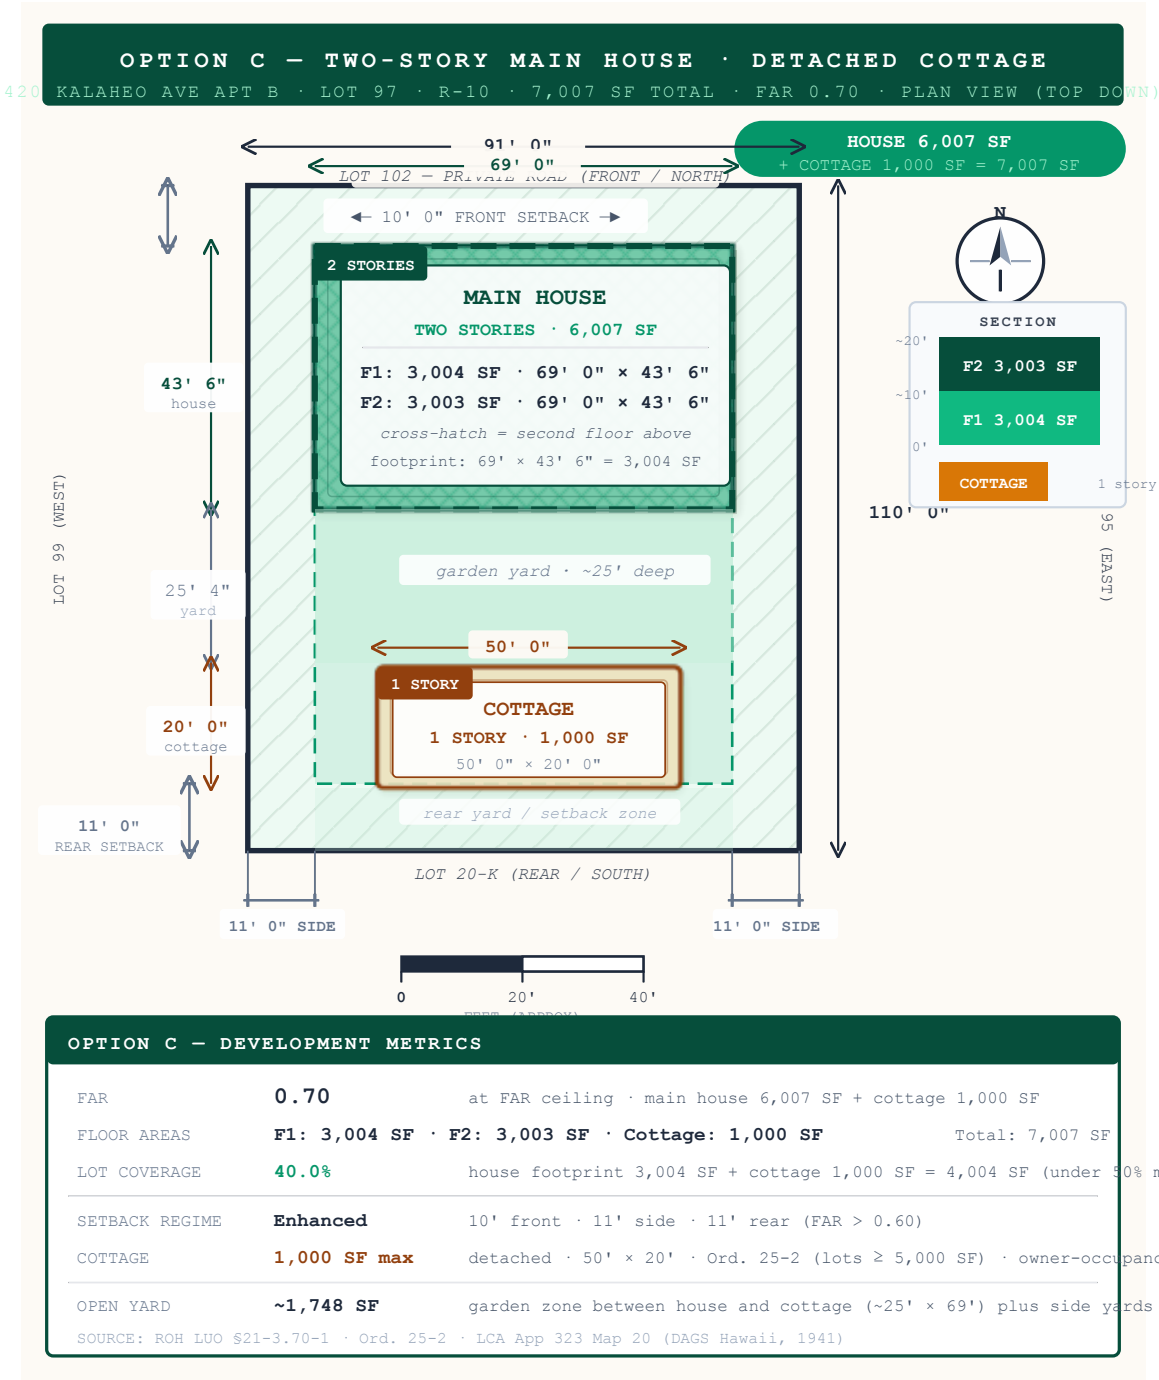 OPTION C — TWO-STORY MAIN HOUSE · DETACHED COTTAGE
420 KALAHEO AVE APT B · LOT 97 · R-10 · 7,007 SF TOTAL · FAR 0.70 · PLAN VIEW (TOP DOWN)
HOUSE 6,007 SF
+ COTTAGE 1,000 SF = 7,007 SF
91' 0"
69' 0"
LOT 102 — PRIVATE ROAD (FRONT / NORTH)
10' 0" FRONT SETBACK
N
2 STORIES
MAIN HOUSE
TWO STORIES · 6,007 SF
F1: 3,004 SF · 69' 0" × 43' 6"
F2: 3,003 SF · 69' 0" × 43' 6"
cross-hatch = second floor above
footprint: 69' × 43' 6" = 3,004 SF
43' 6"
house
SECTION
~20'
F2 3,003 SF
~10'
F1 3,004 SF
0'
COTTAGE
1 story
110' 0"
95 (EAST)
LOT 99 (WEST)
garden yard · ~25' deep
25' 4"
yard
50' 0"
1 STORY
COTTAGE
1 STORY · 1,000 SF
50' 0" × 20' 0"
20' 0"
cottage
rear yard / setback zone
11' 0"
REAR SETBACK
LOT 20-K (REAR / SOUTH)
11' 0" SIDE
11' 0" SIDE
0 20' 40'
FEET (APPROX)
OPTION C — DEVELOPMENT METRICS
FAR 0.70 at FAR ceiling · main house 6,007 SF + cottage 1,000 SF
FLOOR AREAS F1: 3,004 SF · F2: 3,003 SF · Cottage: 1,000 SF Total: 7,007 SF
LOT COVERAGE 40.0% house footprint 3,004 SF + cottage 1,000 SF = 4,004 SF (under 50% m
SETBACK REGIME Enhanced 10' front · 11' side · 11' rear (FAR > 0.60)
COTTAGE 1,000 SF max detached · 50' × 20' · Ord. 25-2 (lots ≥ 5,000 SF) · owner-occupanc
OPEN YARD ~1,748 SF garden zone between house and cottage (~25' × 69') plus side yards
SOURCE: ROH LUO §21-3.70-1 · Ord. 25-2 · LCA App 323 Map 20 (DAGS Hawaii, 1941)